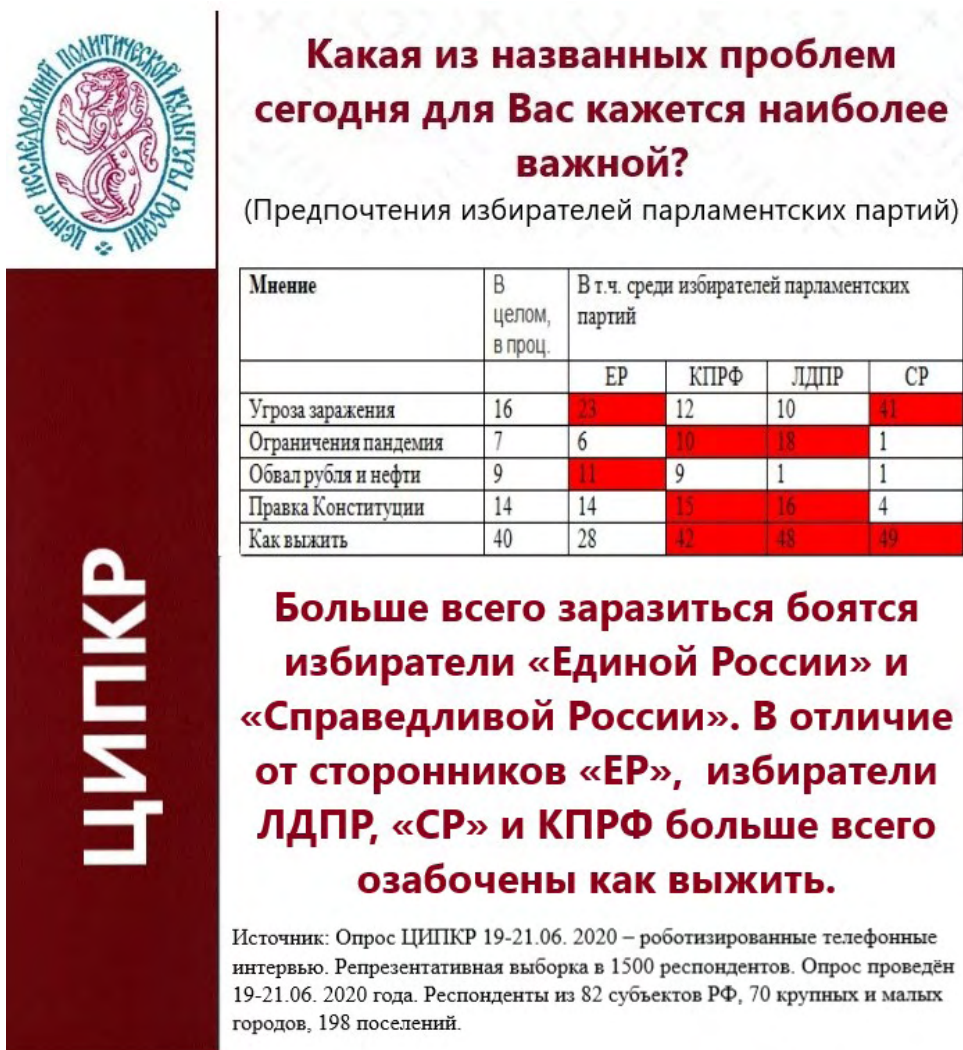 ЦЕНТР ИССЛЕДОВАНИЙ ПОЛИТИЧЕСКОЙ КУЛЬТУРЫ РОССИИ
ЦИПКР
Какая из названных проблем
сегодня для Вас кажется наиболее
важной?
(Предпочтения избирателей парламентских партий)
Мнение В целом, в проц. В т.ч. среди избирателей парламентских партий
ЕР КПРФ ЛДПР СР
Угроза заражения 16 23 12 10 41
Ограничения пандемия 7 6 10 18 1
Обвал рубля и нефти 9 11 9 1 1
Правка Конституции 14 14 15 16 4
Как выжить 40 28 42 48 49
Больше всего заразиться боятся
избиратели «Единой России» и
«Справедливой России». В отличие
от сторонников «ЕР», избиратели
ЛДПР, «СР» и КПРФ больше всего
озабочены как выжить.
Источник: Опрос ЦИПКР 19-21.06. 2020 – роботизированные телефонные
интервью. Репрезентативная выборка в 1500 респондентов. Опрос проведён
19-21.06. 2020 года. Респонденты из 82 субъектов РФ, 70 крупных и малых
городов, 198 поселений.